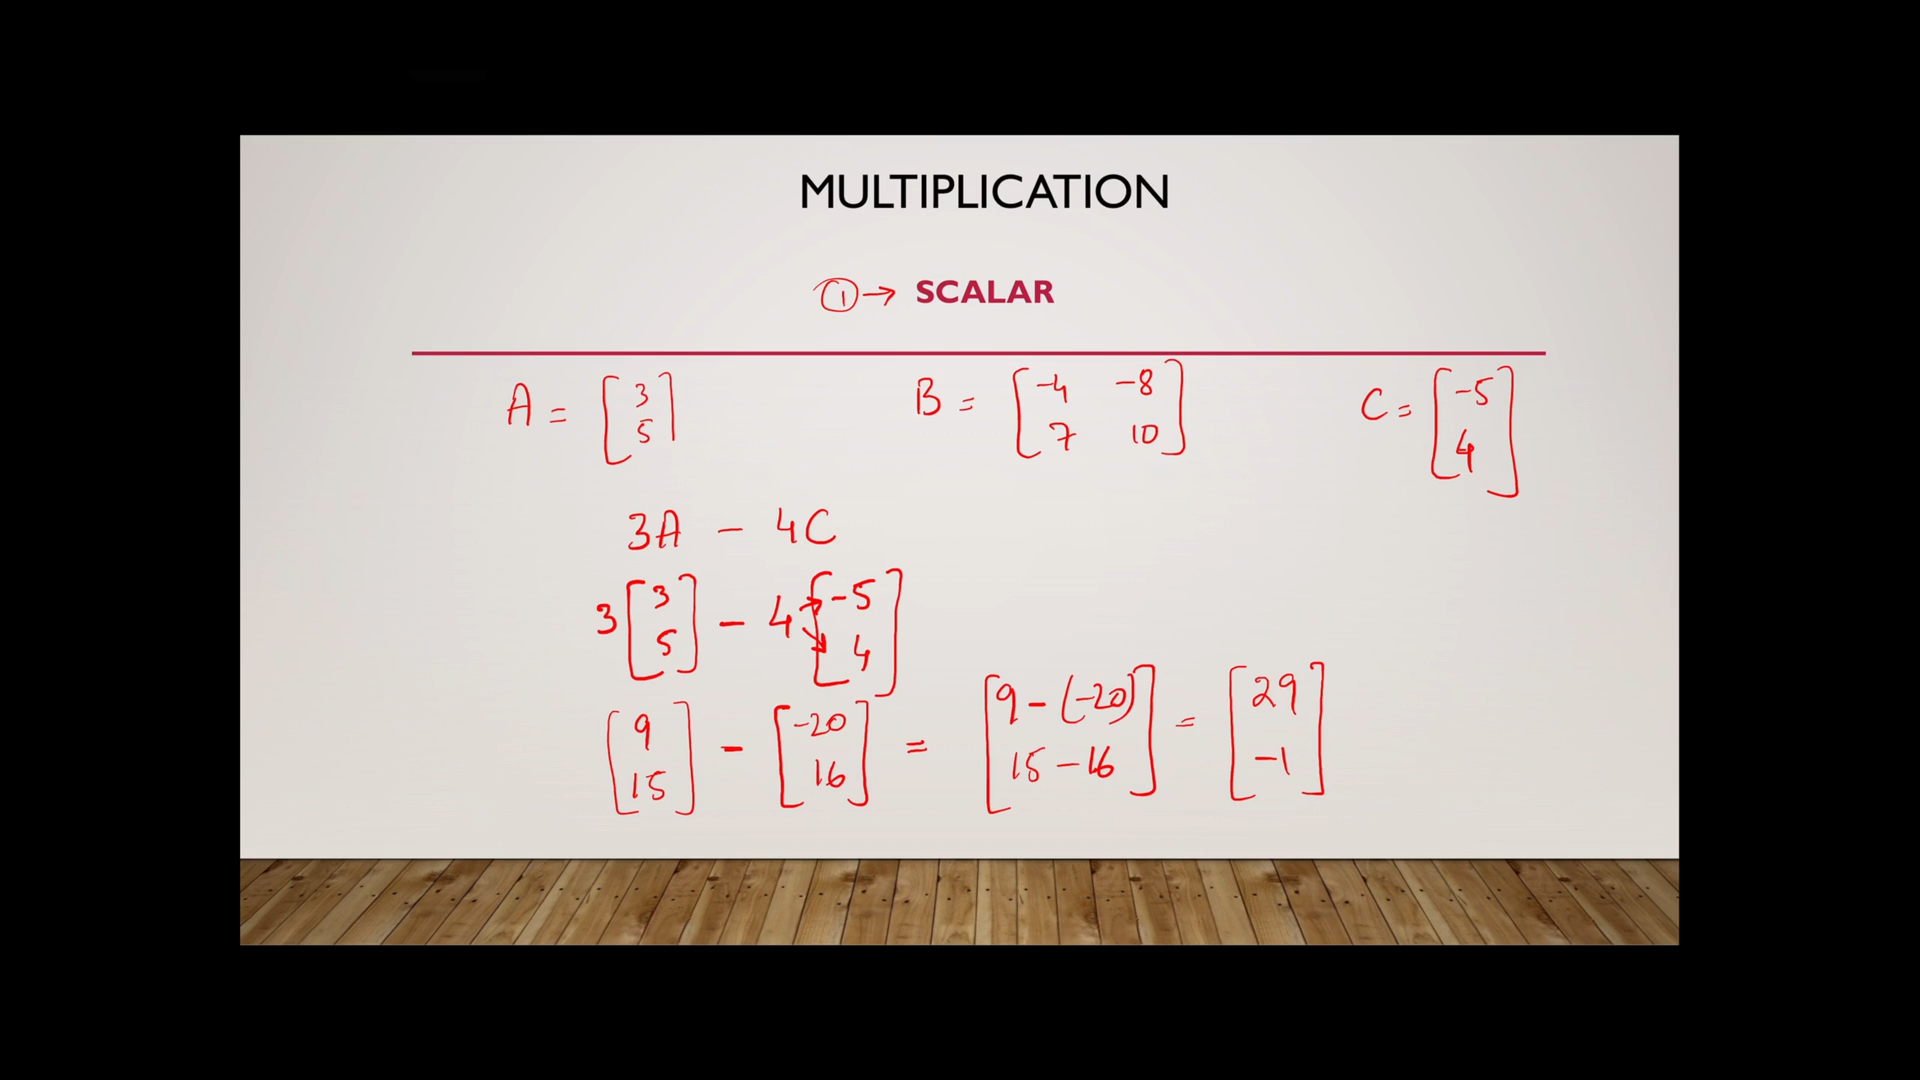 MULTIPLICATION
① → SCALAR
A = [3 5] B = [-4 -8 7 10] C = [-5 4]
3A - 4C
3 [3 5] - 4 [-5 4]
[9 15] - [-20 16] = [9 - (-20) 15 - 16] = [29 -1]